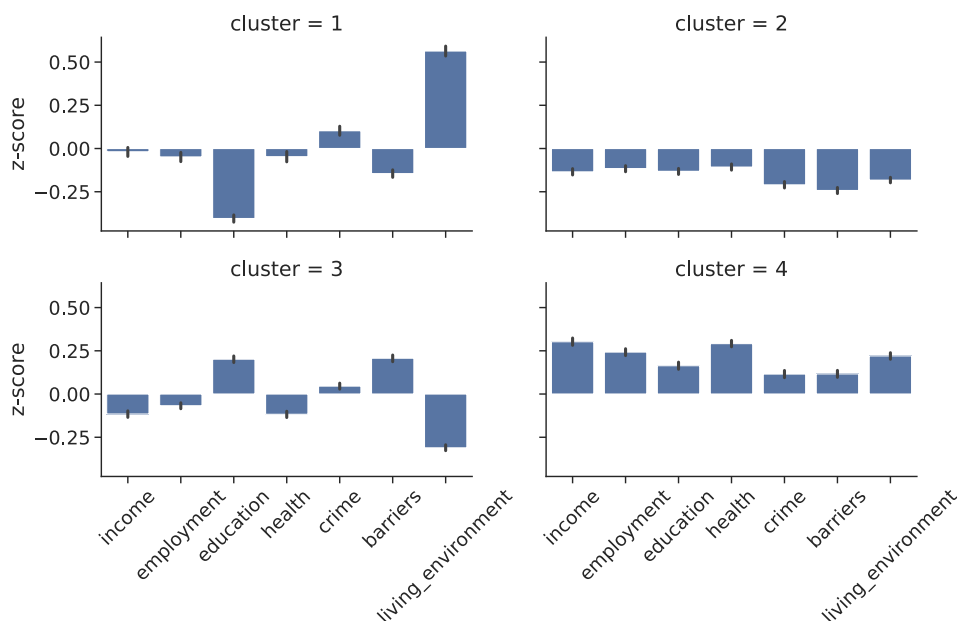 cluster = 1
cluster = 2
0.50
0.25
0.00
−0.25
z-score
cluster = 3
cluster = 4
0.50
0.25
0.00
−0.25
z-score
income
employment
education
health
crime
barriers
living_environment
income
employment
education
health
crime
barriers
living_environment